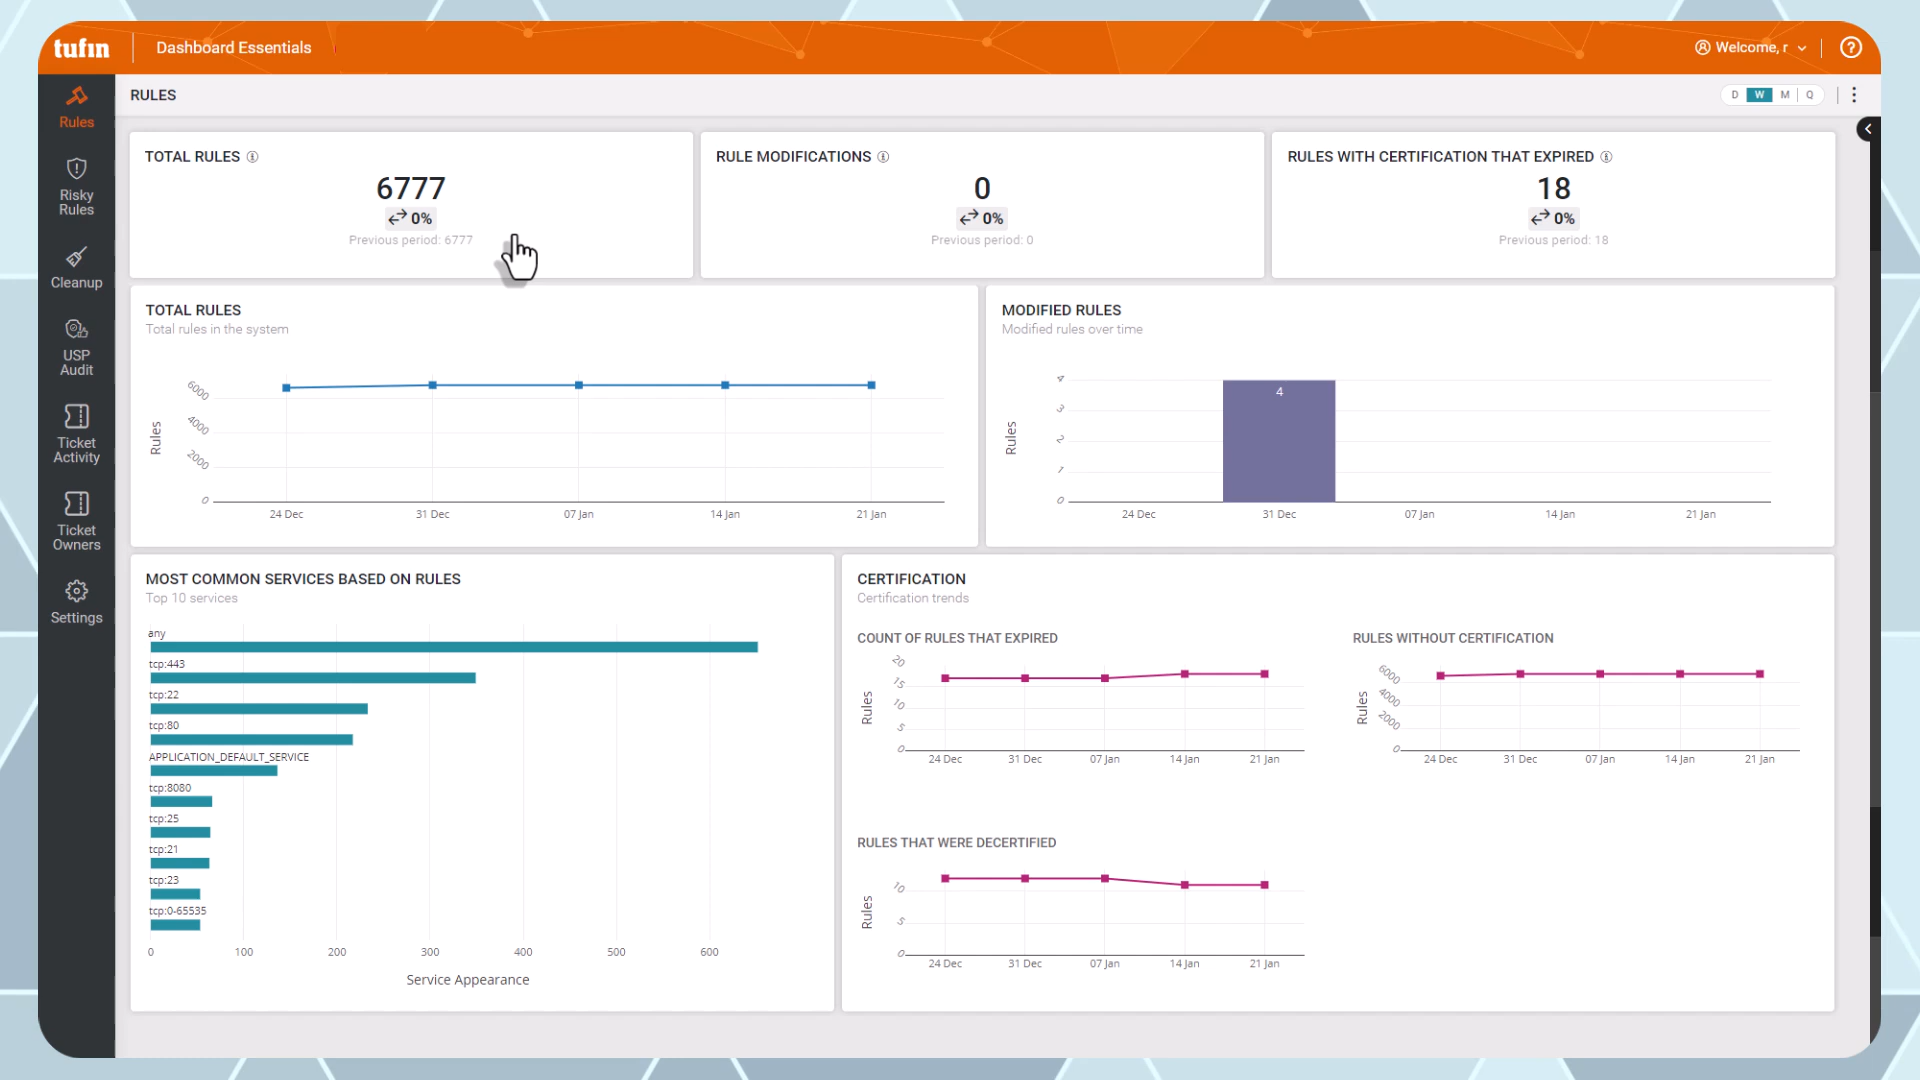 tufin
Dashboard Essentials
Welcome, r
?
RULES
D W M Q
Rules
Risky
Rules
Cleanup
USP
Audit
Ticket
Activity
Ticket
Owners
Settings
TOTAL RULES
6777
0%
Previous period: 6777
RULE MODIFICATIONS
0
0%
Previous period: 0
RULES WITH CERTIFICATION THAT EXPIRED
18
0%
Previous period: 18
TOTAL RULES
Total rules in the system
Rules
6000
4000
2000
0
24 Dec 31 Dec 07 Jan 14 Jan 21 Jan
MODIFIED RULES
Modified rules over time
Rules
4
3
2
1
0
4
24 Dec 31 Dec 07 Jan 14 Jan 21 Jan
MOST COMMON SERVICES BASED ON RULES
Top 10 services
any
tcp:443
tcp:22
tcp:80
APPLICATION_DEFAULT_SERVICE
tcp:8080
tcp:25
tcp:21
tcp:23
tcp:0-65535
0 100 200 300 400 500 600
Service Appearance
CERTIFICATION
Certification trends
COUNT OF RULES THAT EXPIRED
Rules
20
15
10
5
0
24 Dec 31 Dec 07 Jan 14 Jan 21 Jan
RULES WITHOUT CERTIFICATION
Rules
6000
4000
2000
0
24 Dec 31 Dec 07 Jan 14 Jan 21 Jan
RULES THAT WERE DECERTIFIED
Rules
10
5
0
24 Dec 31 Dec 07 Jan 14 Jan 21 Jan